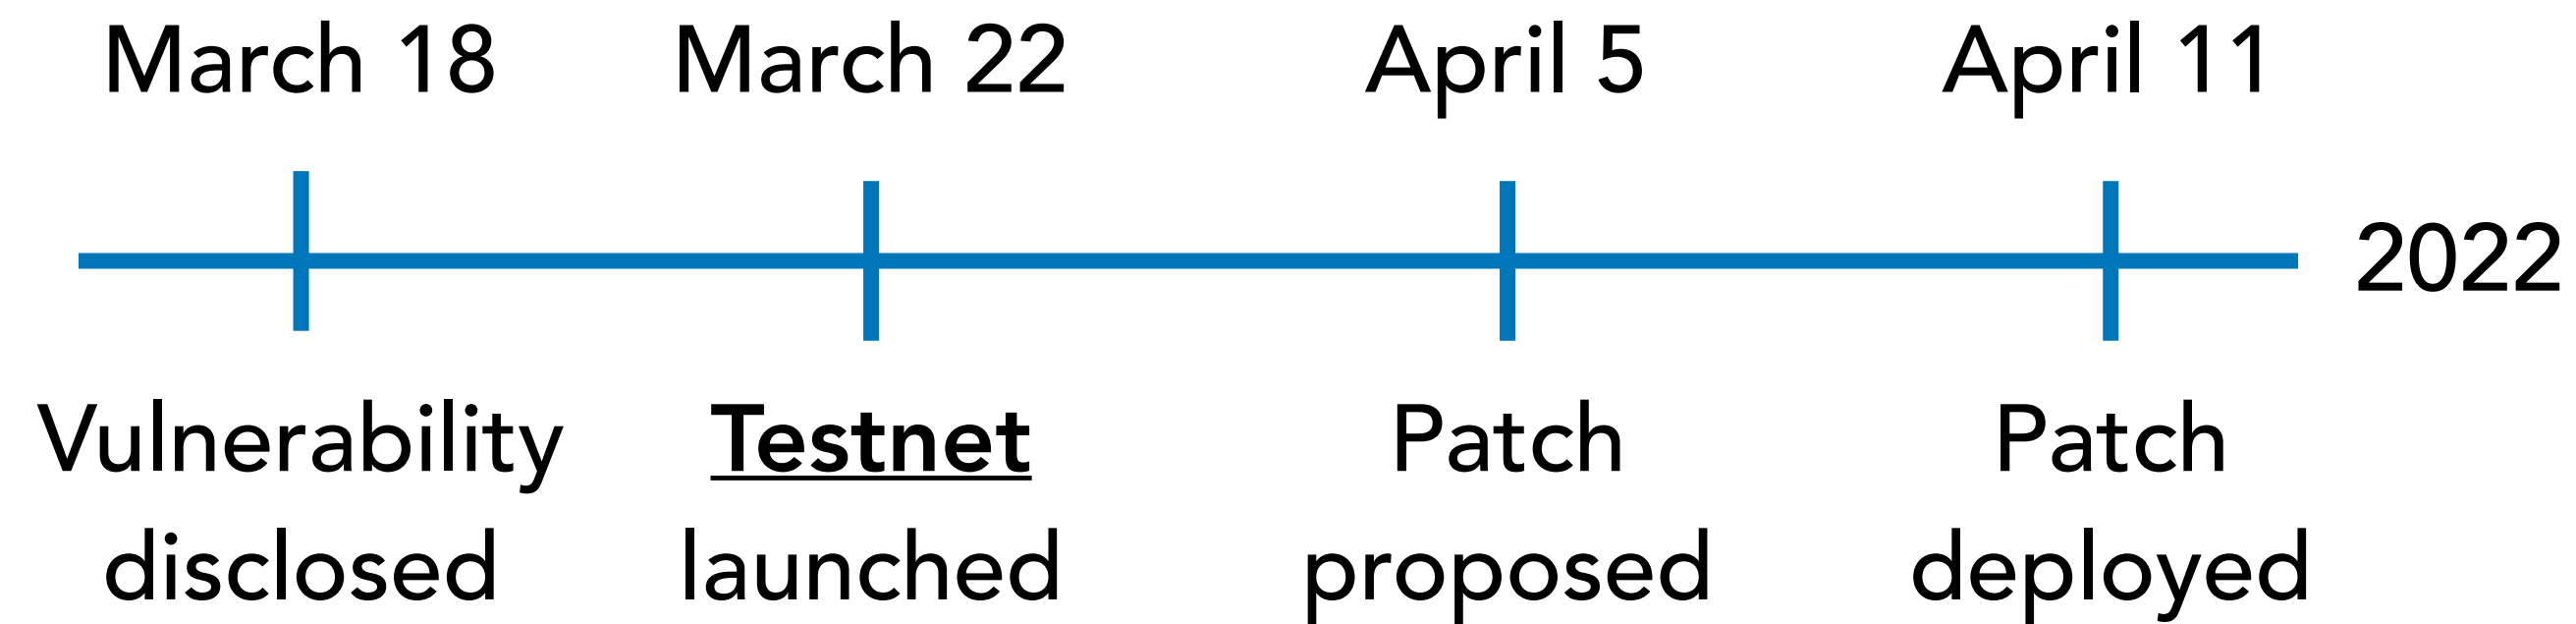 March 18 March 22 April 5 April 11
2022
Vulnerability Testnet Patch Patch
disclosed launched proposed deployed